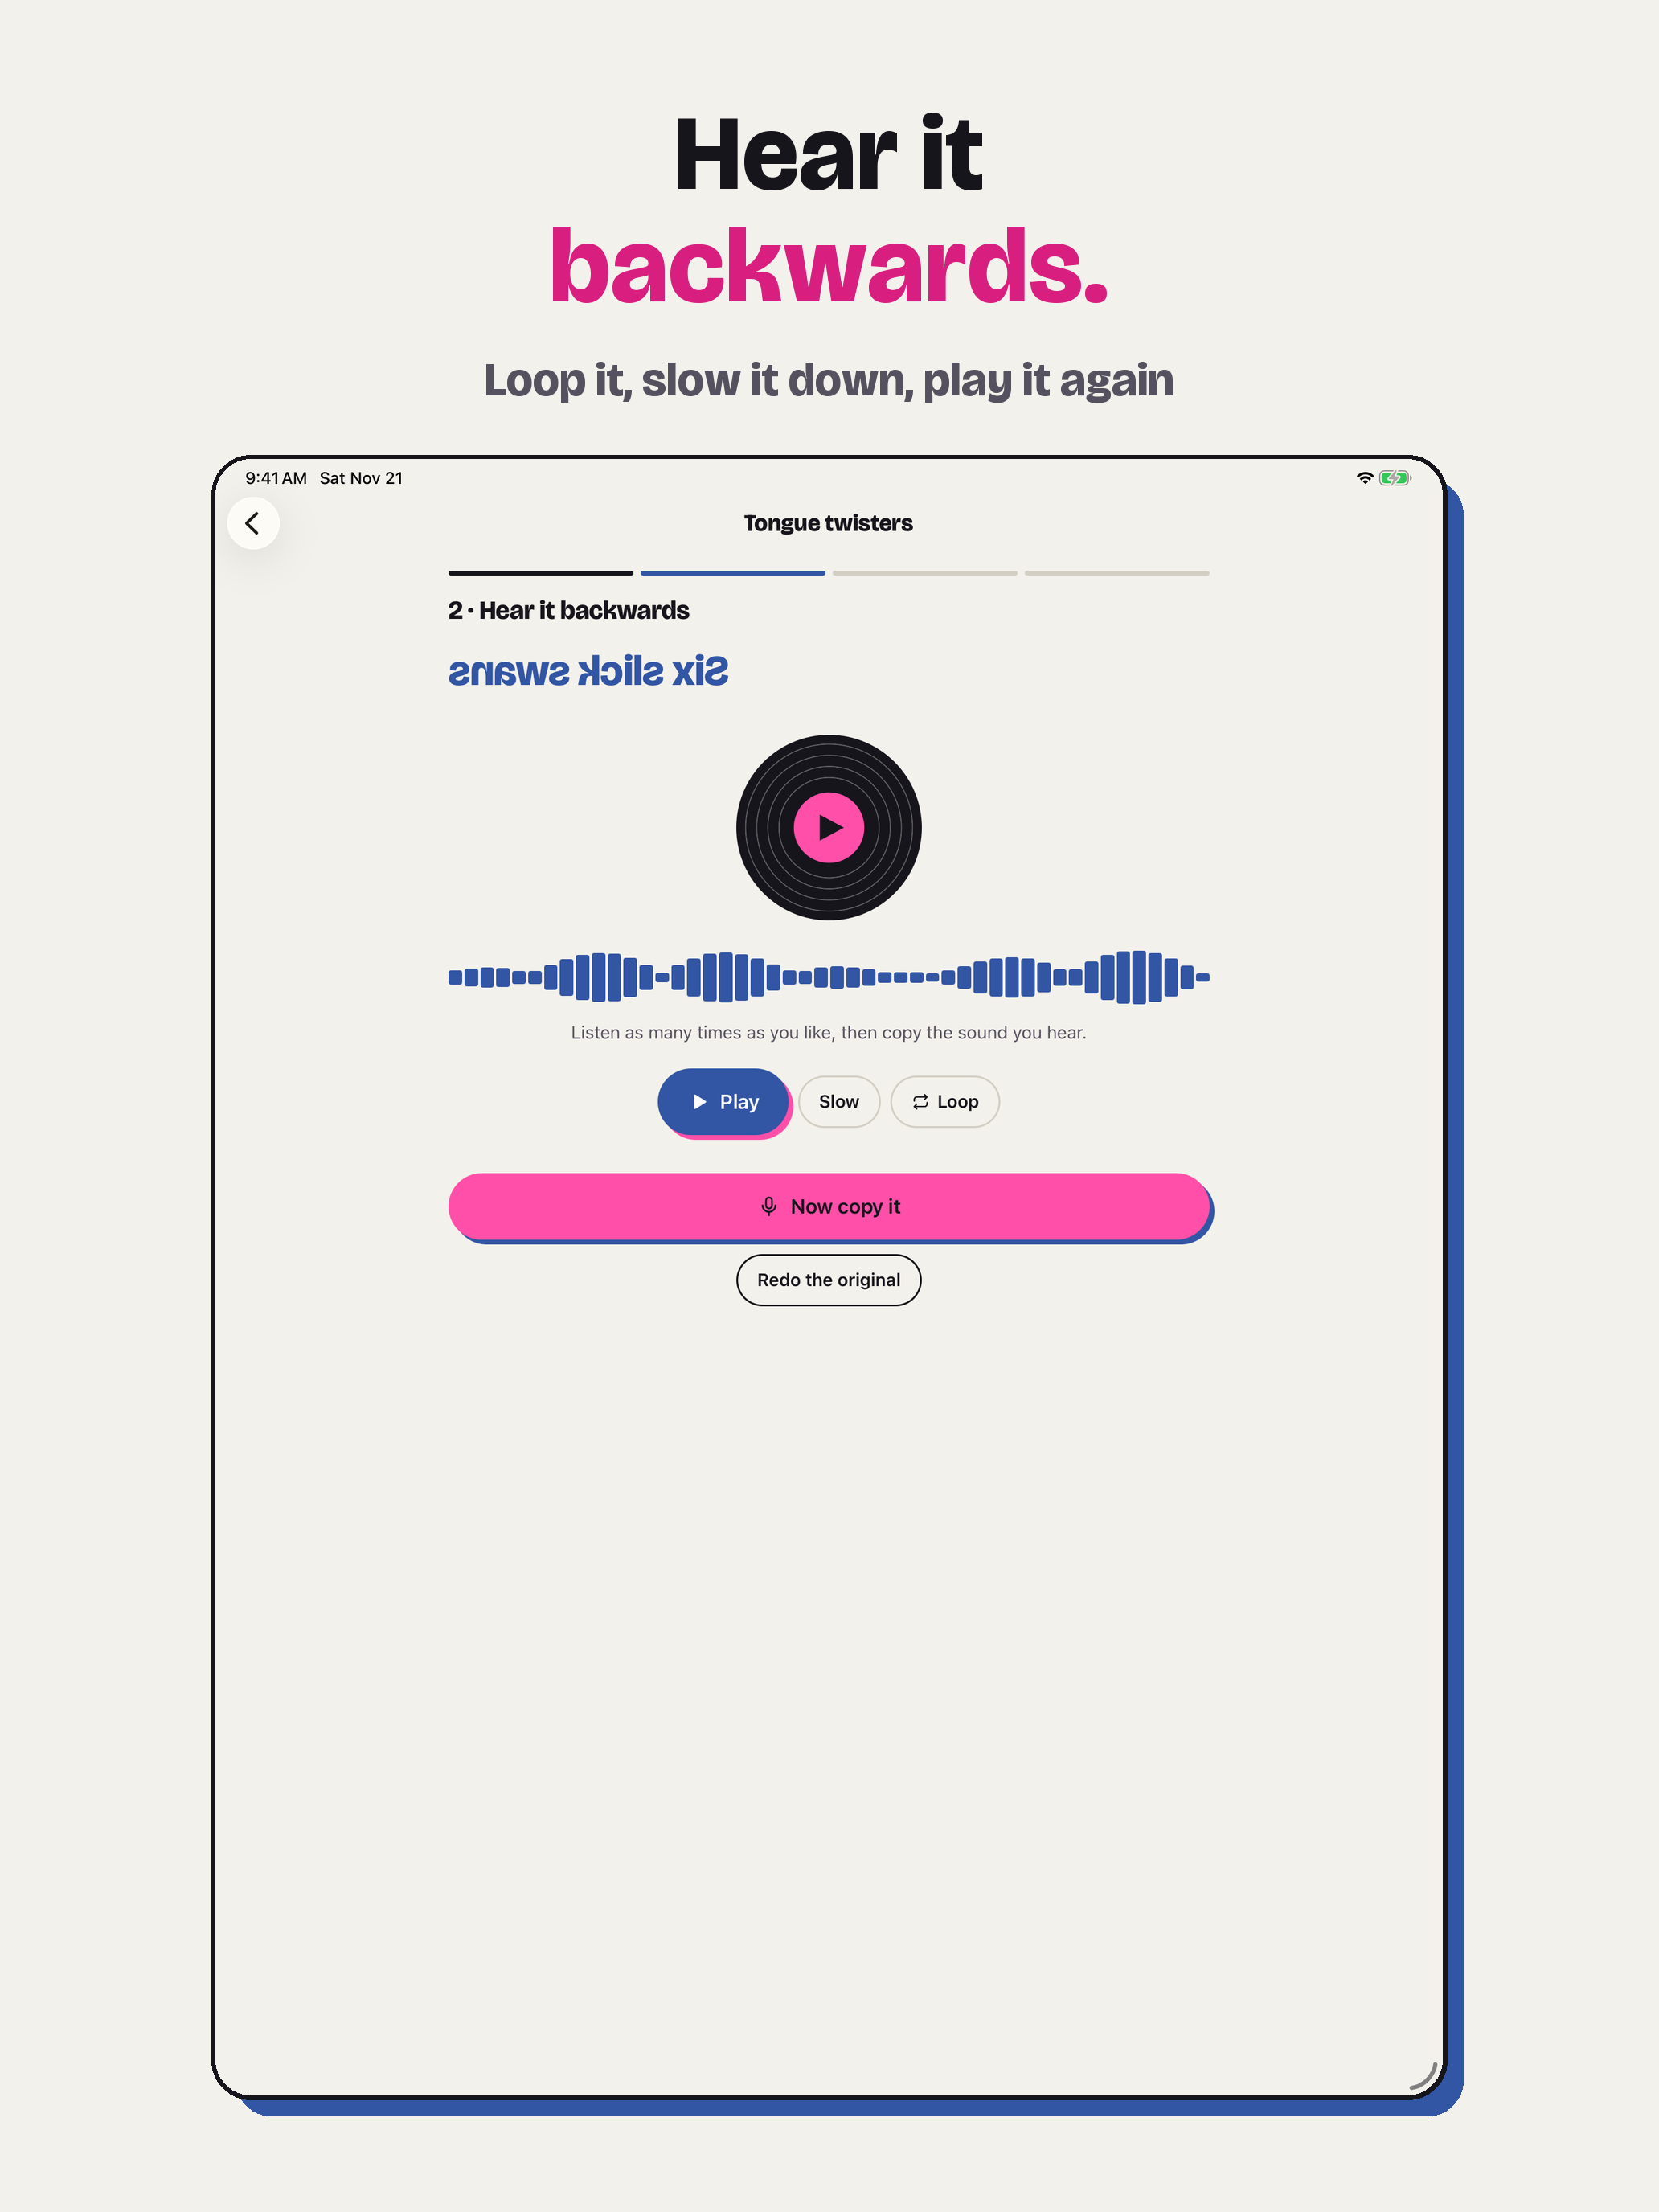 Hear it
backwards.
Loop it, slow it down, play it again
9:41 AM Sat Nov 21
Tongue twisters
2 · Hear it backwards
Six slick swans
Listen as many times as you like, then copy the sound you hear.
Play Slow Loop
Now copy it
Redo the original